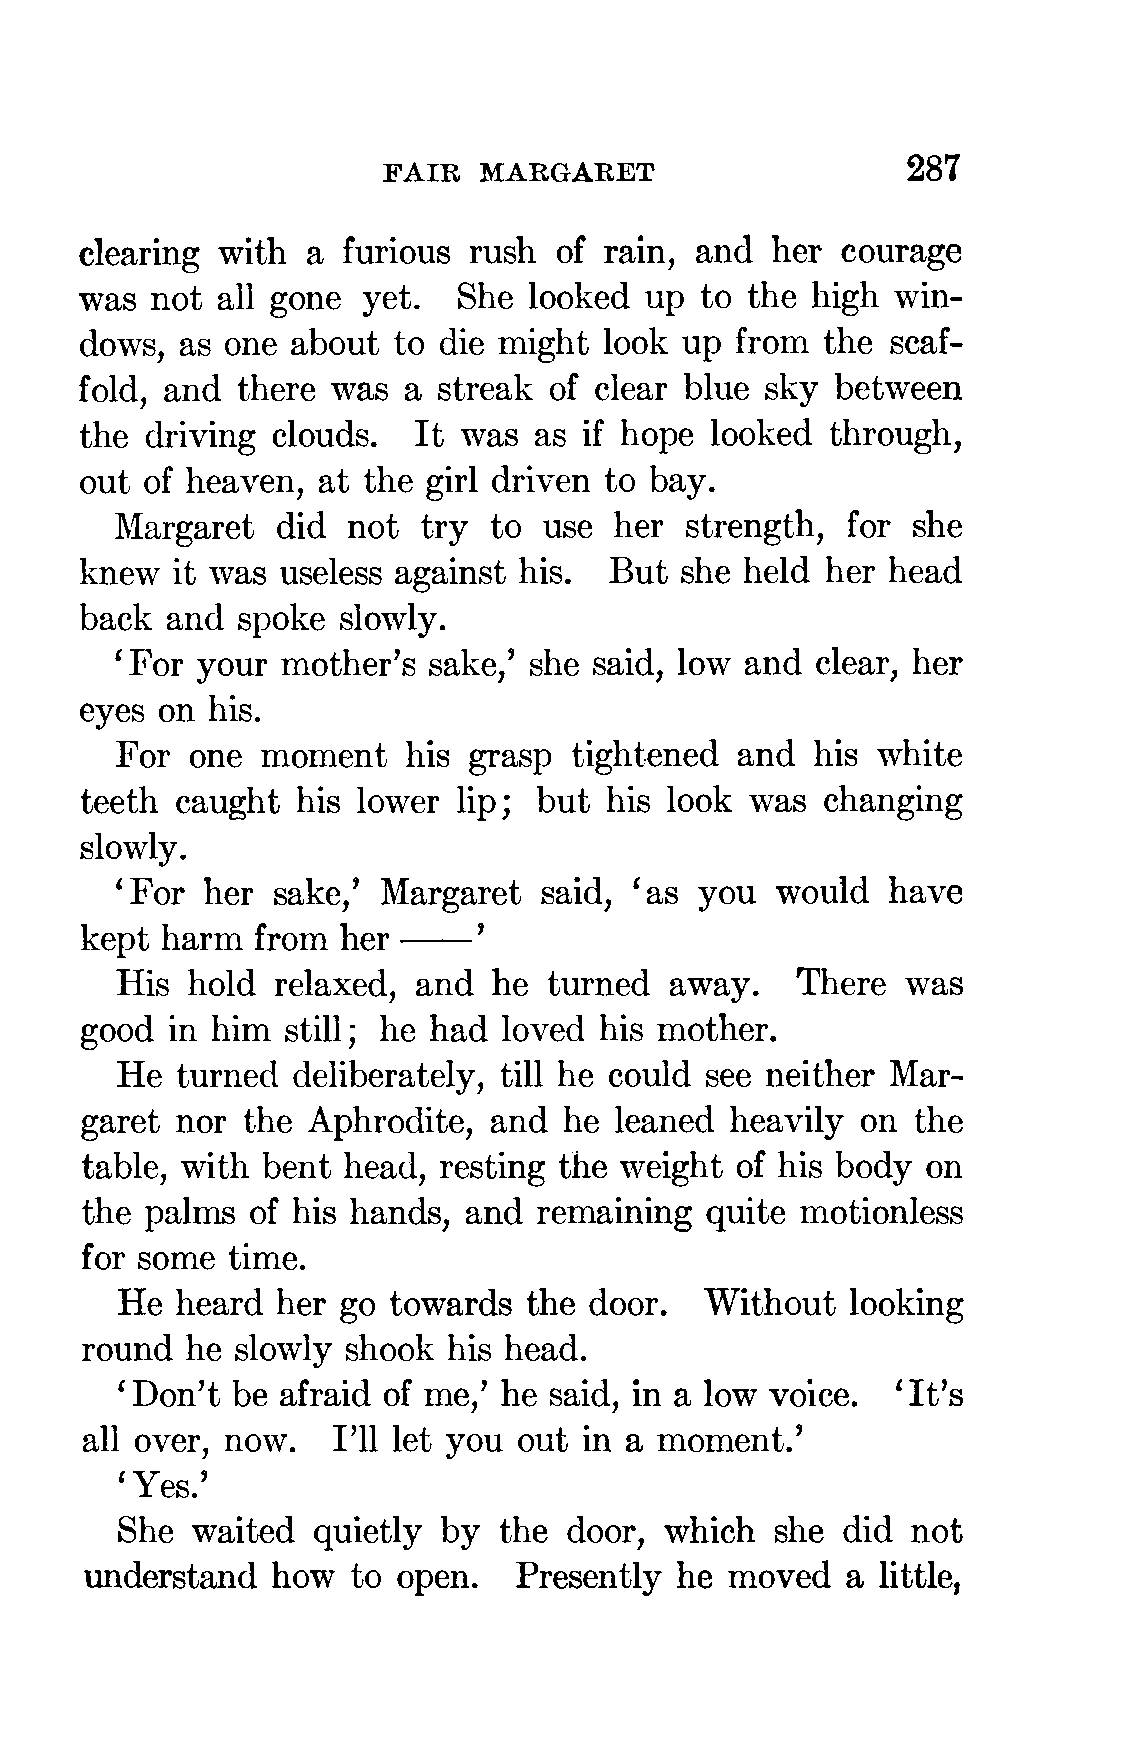 FAIR MARGARET 287
clearing with a furious rush of rain, and her courage
was not all gone yet. She looked up to the high win-
dows, as one about to die might look up from the scaf-
fold, and there was a streak of clear blue sky between
the driving clouds. It was as if hope looked through,
out of heaven, at the girl driven to bay.
Margaret did not try to use her strength, for she
knew it was useless against his. But she held her head
back and spoke slowly.
‘For your mother’s sake,’ she said, low and clear, her
eyes on his.
For one moment his grasp tightened and his white
teeth caught his lower lip; but his look was changing
slowly.
‘For her sake,’ Margaret said, ‘as you would have
kept harm from her ——’
His hold relaxed, and he turned away. There was
good in him still; he had loved his mother.
He turned deliberately, till he could see neither Mar-
garet nor the Aphrodite, and he leaned heavily on the
table, with bent head, resting the weight of his body on
the palms of his hands, and remaining quite motionless
for some time.
He heard her go towards the door. Without looking
round he slowly shook his head.
‘Don’t be afraid of me,’ he said, in a low voice. ‘It’s
all over, now. I’ll let you out in a moment.’
‘Yes.’
She waited quietly by the door, which she did not
understand how to open. Presently he moved a little,